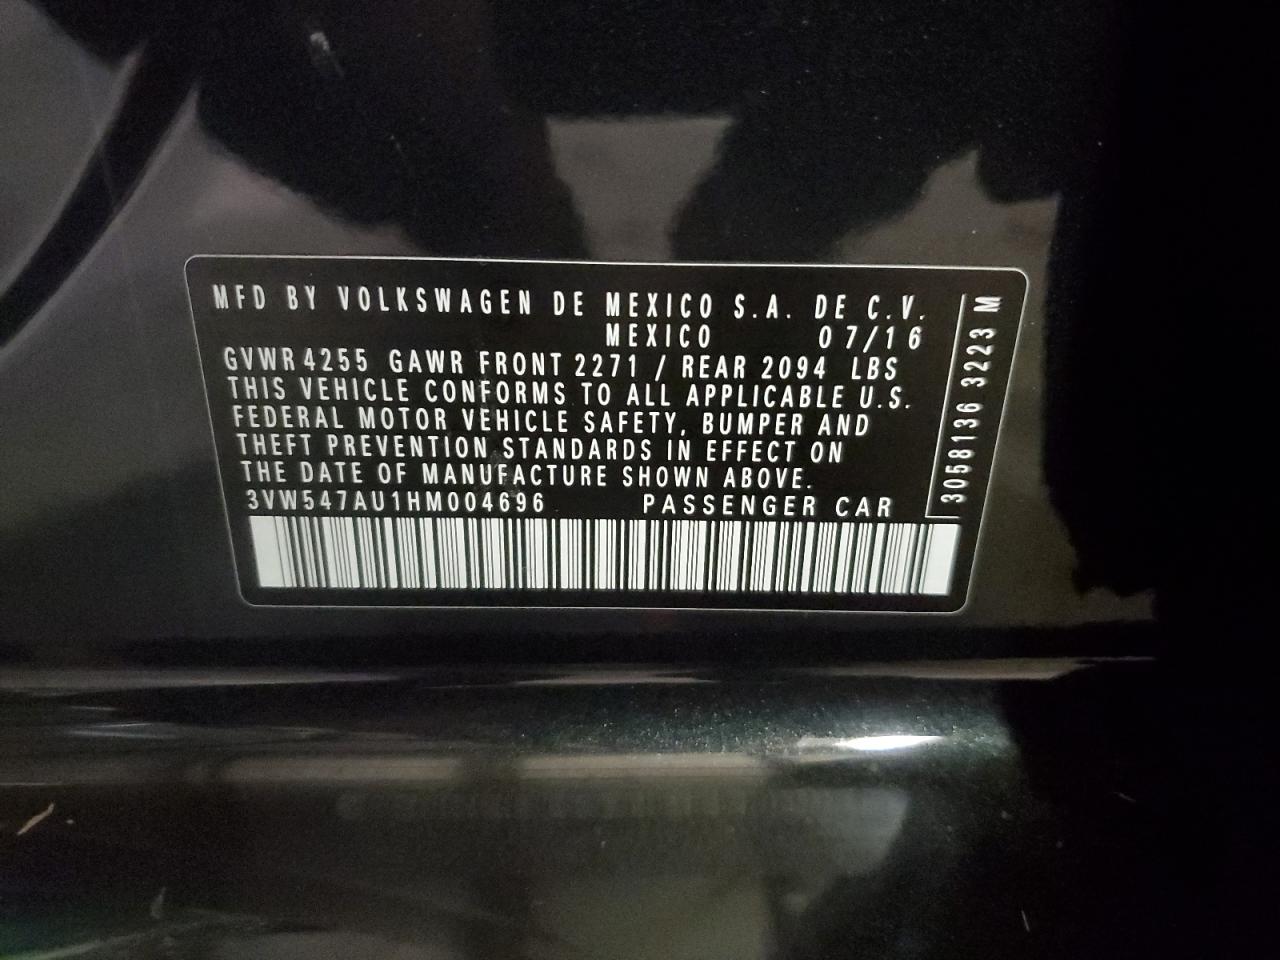 MFD BY VOLKSWAGEN DE MEXICO S.A. DE C.V.
MEXICO 07/16
GVWR 4255 GAWR FRONT 2271 / REAR 2094 LBS
THIS VEHICLE CONFORMS TO ALL APPLICABLE U.S.
FEDERAL MOTOR VEHICLE SAFETY, BUMPER AND
THEFT PREVENTION STANDARDS IN EFFECT ON
THE DATE OF MANUFACTURE SHOWN ABOVE.
3VW547AU1HM004696 PASSENGER CAR
3058136 3223 M